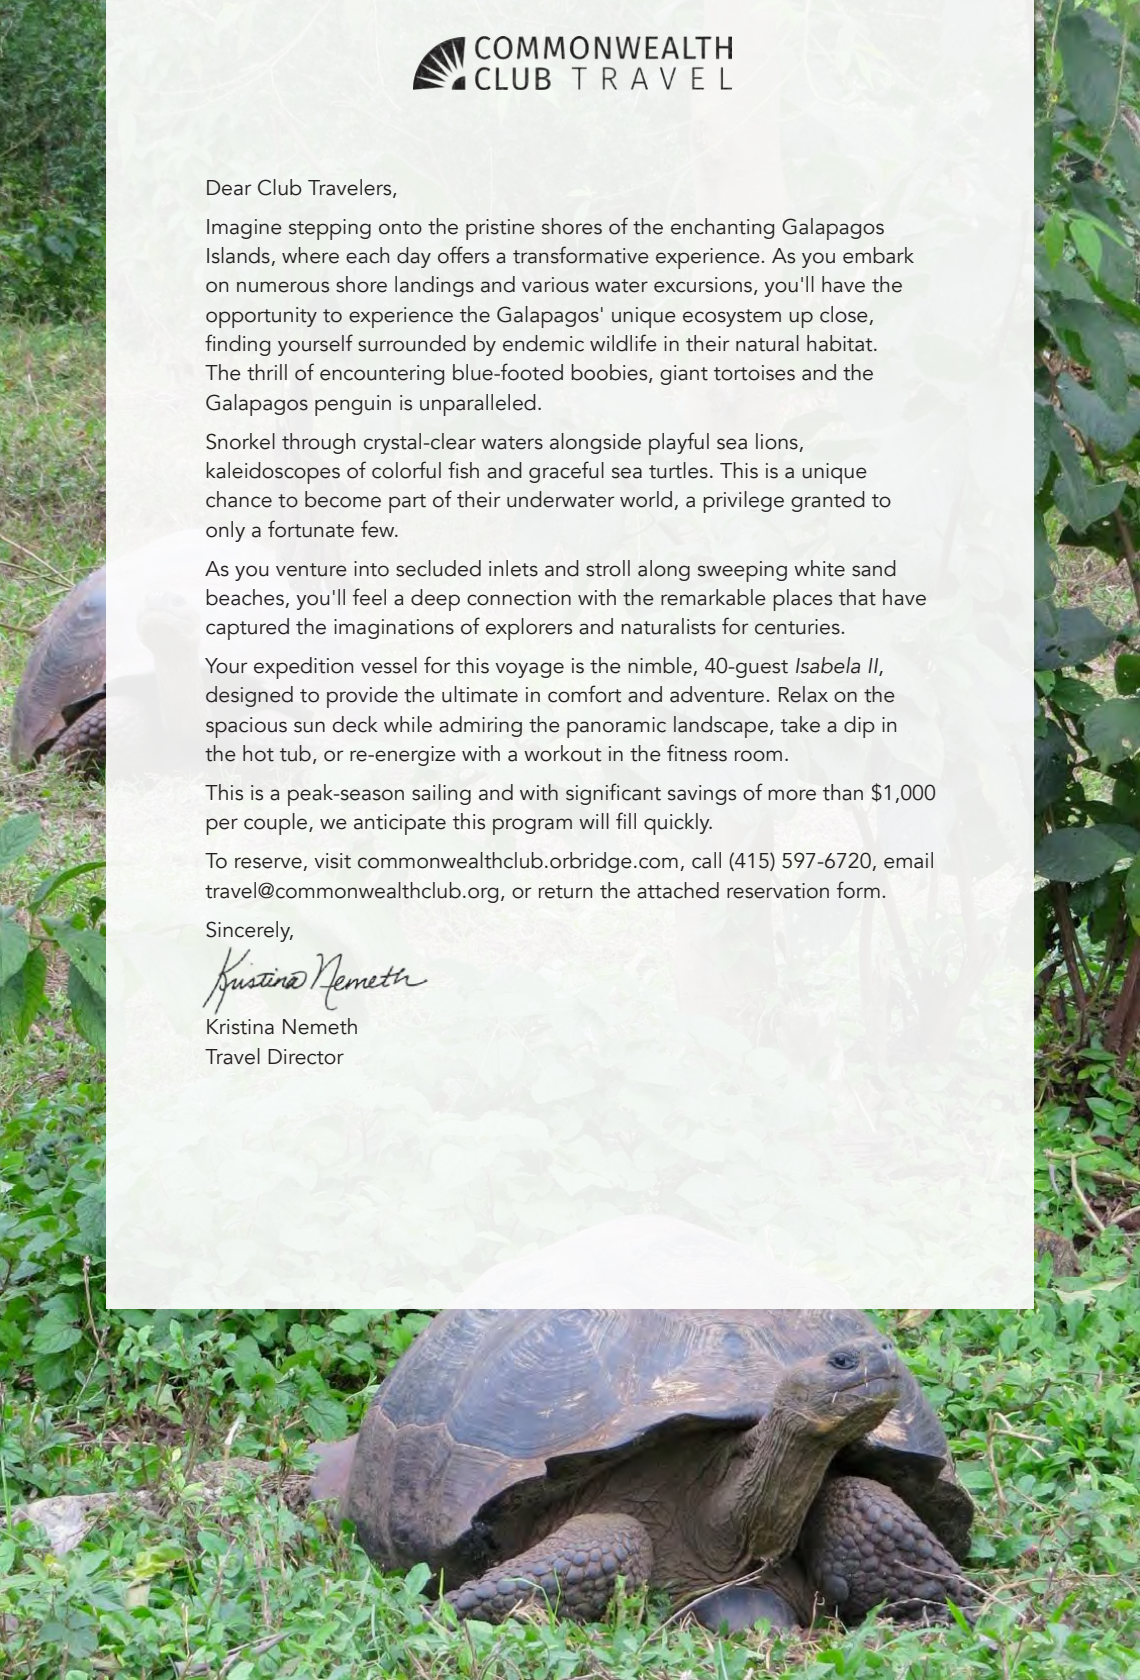 COMMONWEALTH
CLUB TRAVEL
Dear Club Travelers,
Imagine stepping onto the pristine shores of the enchanting Galapagos
Islands, where each day offers a transformative experience. As you embark
on numerous shore landings and various water excursions, you'll have the
opportunity to experience the Galapagos' unique ecosystem up close,
finding yourself surrounded by endemic wildlife in their natural habitat.
The thrill of encountering blue-footed boobies, giant tortoises and the
Galapagos penguin is unparalleled.
Snorkel through crystal-clear waters alongside playful sea lions,
kaleidoscopes of colorful fish and graceful sea turtles. This is a unique
chance to become part of their underwater world, a privilege granted to
only a fortunate few.
As you venture into secluded inlets and stroll along sweeping white sand
beaches, you'll feel a deep connection with the remarkable places that have
captured the imaginations of explorers and naturalists for centuries.
Your expedition vessel for this voyage is the nimble, 40-guest Isabela II,
designed to provide the ultimate in comfort and adventure. Relax on the
spacious sun deck while admiring the panoramic landscape, take a dip in
the hot tub, or re-energize with a workout in the fitness room.
This is a peak-season sailing and with significant savings of more than $1,000
per couple, we anticipate this program will fill quickly.
To reserve, visit commonwealthclub.orbridge.com, call (415) 597-6720, email
travel@commonwealthclub.org, or return the attached reservation form.
Sincerely,
Kristina Nemeth
Kristina Nemeth
Travel Director